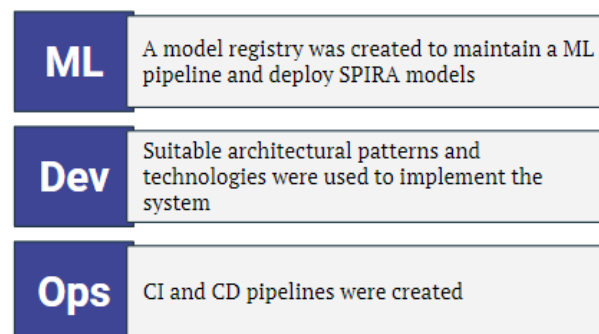 ML
A model registry was created to maintain a ML
pipeline and deploy SPIRA models
Dev
Suitable architectural patterns and
technologies were used to implement the
system
Ops
CI and CD pipelines were created